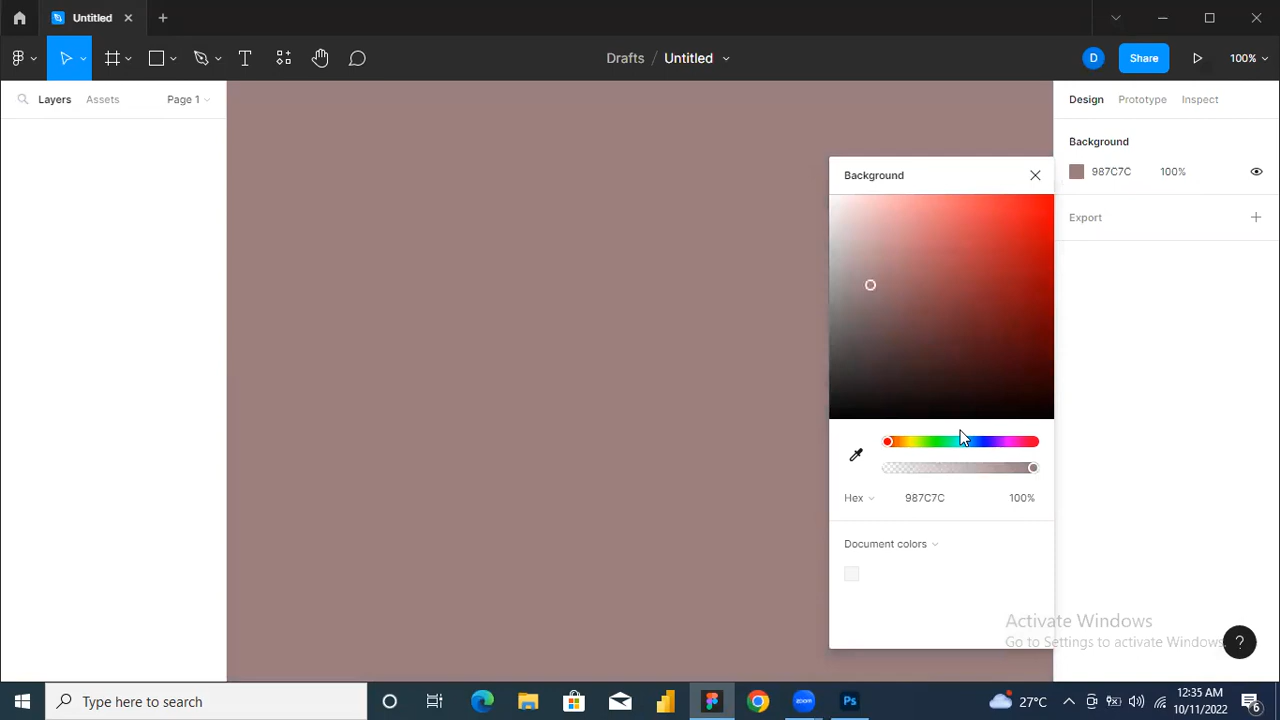 Untitled
Drafts / Untitled
D
Share
100%
Layers
Assets
Page 1
Design
Prototype
Inspect
Background
987C7C
100%
Export
Background
Hex
987C7C
100%
Document colors
Activate Windows
Go to Settings to activate Windows.
?
Type here to search
zoom
Ps
27°C
12:35 AM
10/11/2022
6